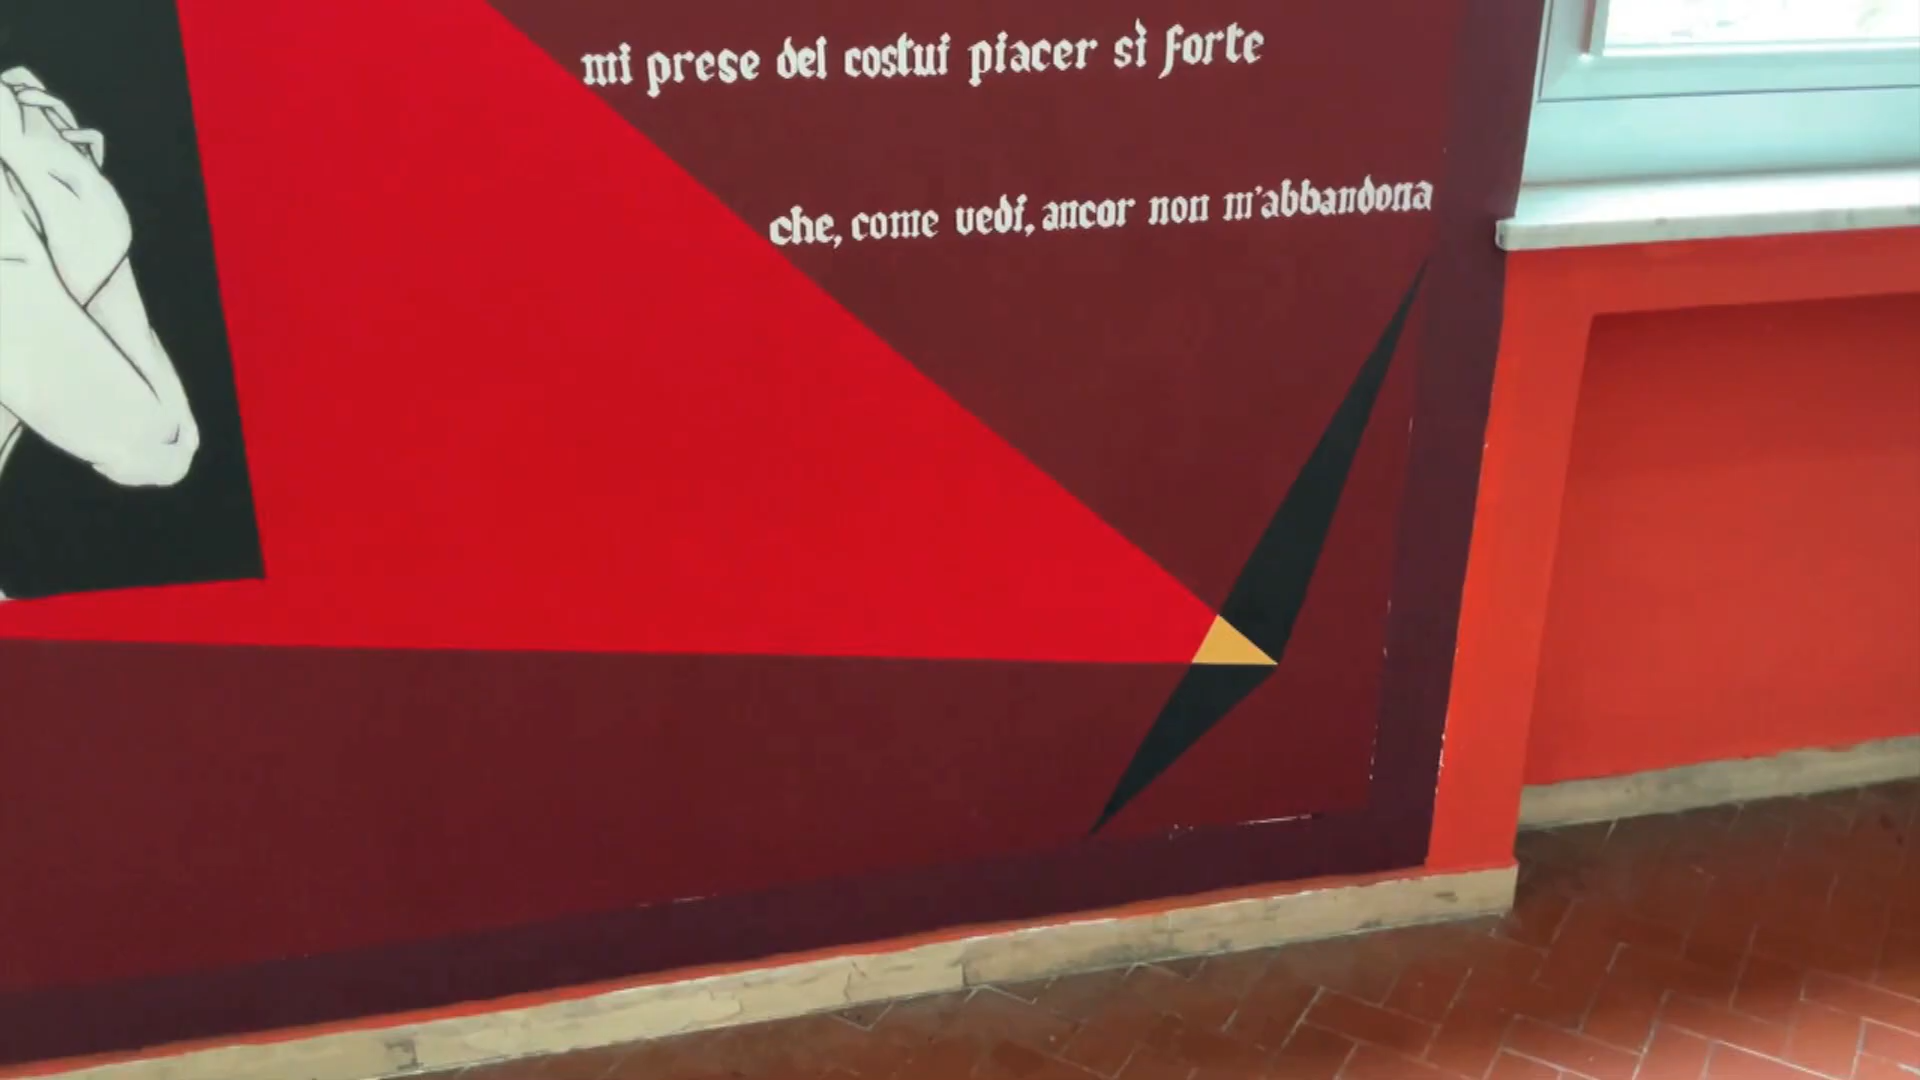 mi prese del costui piacer sì forte
che, come vedi, ancor non m'abbandona